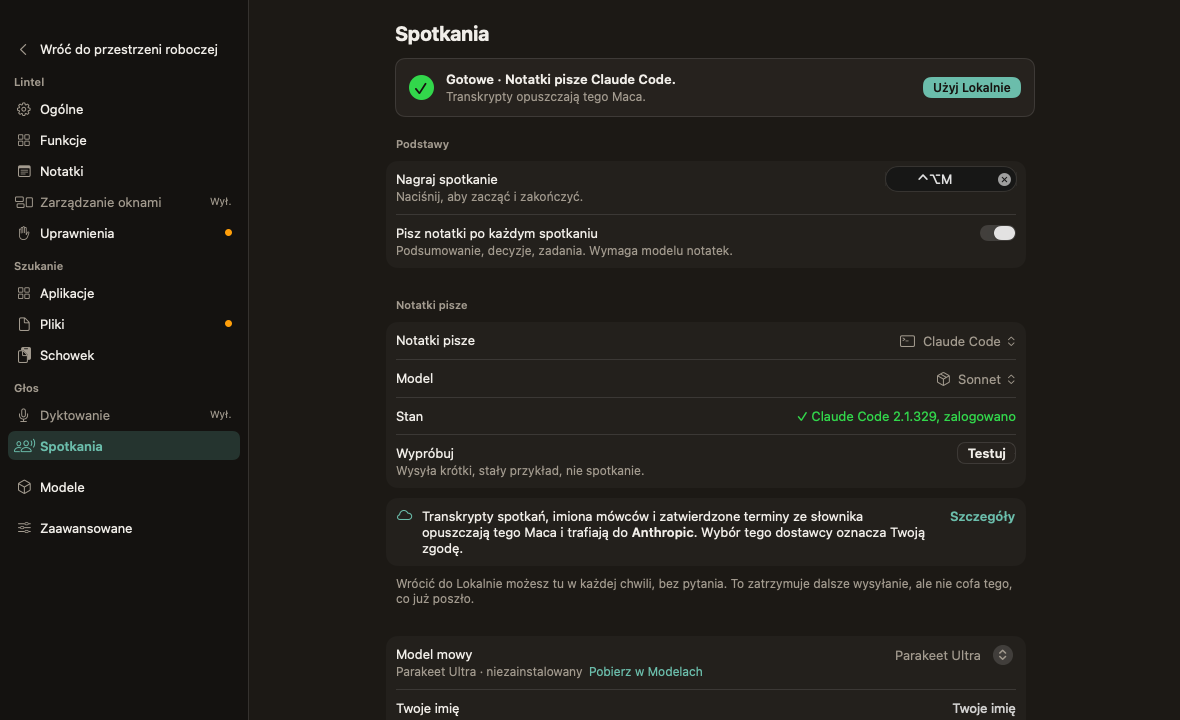 Wróć do przestrzeni roboczej
Lintel
Ogólne
Funkcje
Notatki
Zarządzanie oknami Wył.
Uprawnienia
Szukanie
Aplikacje
Pliki
Schowek
Głos
Dyktowanie Wył.
Spotkania
Modele
Zaawansowane
Spotkania
Gotowe · Notatki pisze Claude Code.
Transkrypty opuszczają tego Maca.
Użyj Lokalnie
Podstawy
Nagraj spotkanie
Naciśnij, aby zacząć i zakończyć.
⌃⌥M
Pisz notatki po każdym spotkaniu
Podsumowanie, decyzje, zadania. Wymaga modelu notatek.
Notatki pisze
Notatki pisze Claude Code
Model Sonnet
Stan ✓ Claude Code 2.1.329, zalogowano
Wypróbuj
Wysyła krótki, stały przykład, nie spotkanie.
Testuj
Transkrypty spotkań, imiona mówców i zatwierdzone terminy ze słownika
opuszczają tego Maca i trafiają do Anthropic. Wybór tego dostawcy oznacza Twoją
zgodę.
Szczegóły
Wrócić do Lokalnie możesz tu w każdej chwili, bez pytania. To zatrzymuje dalsze wysyłanie, ale nie cofa tego,
co już poszło.
Model mowy
Parakeet Ultra · niezainstalowany Pobierz w Modelach
Parakeet Ultra
Twoje imię Twoje imię